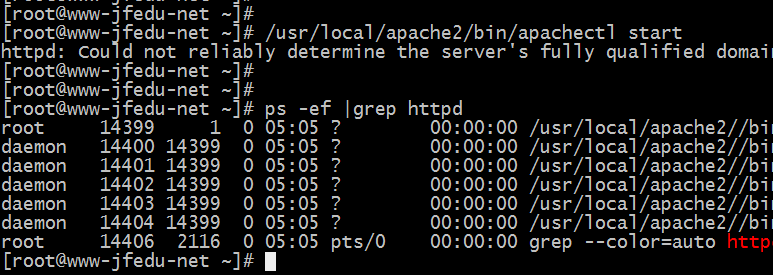 [root@www-jfedu-net ~]#
[root@www-jfedu-net ~]# /usr/local/apache2/bin/apachectl start
httpd: Could not reliably determine the server's fully qualified domai
[root@www-jfedu-net ~]#
[root@www-jfedu-net ~]#
[root@www-jfedu-net ~]# ps -ef |grep httpd
root 14399 1 0 05:05 ? 00:00:00 /usr/local/apache2//bin
daemon 14400 14399 0 05:05 ? 00:00:00 /usr/local/apache2//bin
daemon 14401 14399 0 05:05 ? 00:00:00 /usr/local/apache2//bin
daemon 14402 14399 0 05:05 ? 00:00:00 /usr/local/apache2//bin
daemon 14403 14399 0 05:05 ? 00:00:00 /usr/local/apache2//bin
daemon 14404 14399 0 05:05 ? 00:00:00 /usr/local/apache2//bin
root 14406 2116 0 05:05 pts/0 00:00:00 grep --color=auto http
[root@www-jfedu-net ~]#